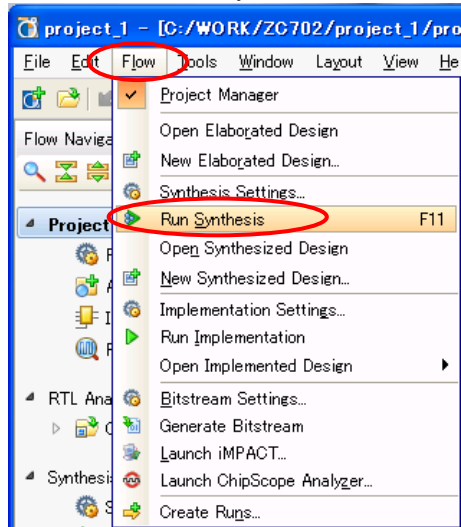 project_1 - [C:/WORK/ZC702/project_1/pro
File Edit Flow Tools Window Layout View He
Project Manager
Flow Naviga
Open Elaborated Design
New Elaborated Design...
Synthesis Settings...
Project
Run Synthesis F11
Open Synthesized Design
New Synthesized Design...
Implementation Settings...
Run Implementation
Open Implemented Design
RTL Ana
Bitstream Settings...
Generate Bitstream
Launch iMPACT...
Synthesi
Launch ChipScope Analyzer...
Create Runs...